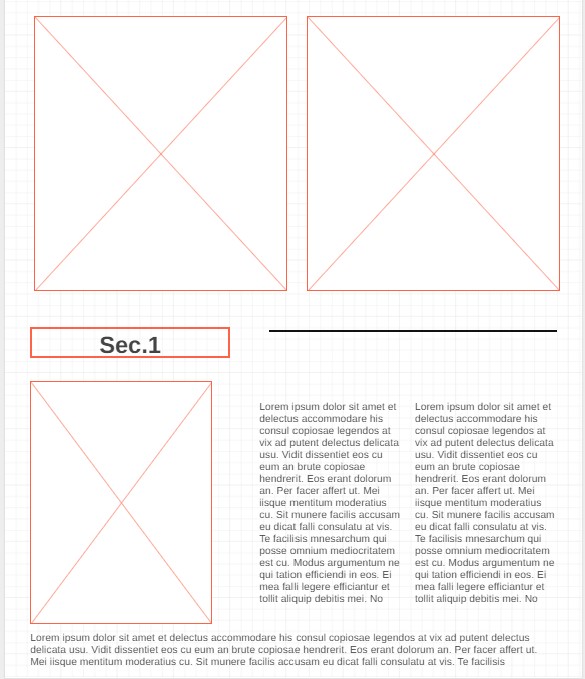 Sec.1
Lorem ipsum dolor sit amet et
delectus accommodare his
consul copiosae legendos at
vix ad putent delectus delicata
usu. Vidit dissentiet eos cu
eum an brute copiosae
hendrerit. Eos erant dolorum
an. Per facer affert ut. Mei
iisque mentitum moderatius
cu. Sit munere facilis accusam
eu dicat falli consulatu at vis.
Te facilisis mnesarchum qui
posse omnium mediocritatem
est cu. Modus argumentum ne
qui tation efficiendi in eos. Ei
mea falli legere efficiantur et
tollit aliquip debitis mei. No
Lorem ipsum dolor sit amet et
delectus accommodare his
consul copiosae legendos at
vix ad putent delectus delicata
usu. Vidit dissentiet eos cu
eum an brute copiosae
hendrerit. Eos erant dolorum
an. Per facer affert ut. Mei
iisque mentitum moderatius
cu. Sit munere facilis accusam
eu dicat falli consulatu at vis.
Te facilisis mnesarchum qui
posse omnium mediocritatem
est cu. Modus argumentum ne
qui tation efficiendi in eos. Ei
mea falli legere efficiantur et
tollit aliquip debitis mei. No
Lorem ipsum dolor sit amet et delectus accommodare his consul copiosae legendos at vix ad putent delectus
delicata usu. Vidit dissentiet eos cu eum an brute copiosae hendrerit. Eos erant dolorum an. Per facer affert ut.
Mei iisque mentitum moderatius cu. Sit munere facilis accusam eu dicat falli consulatu at vis. Te facilisis